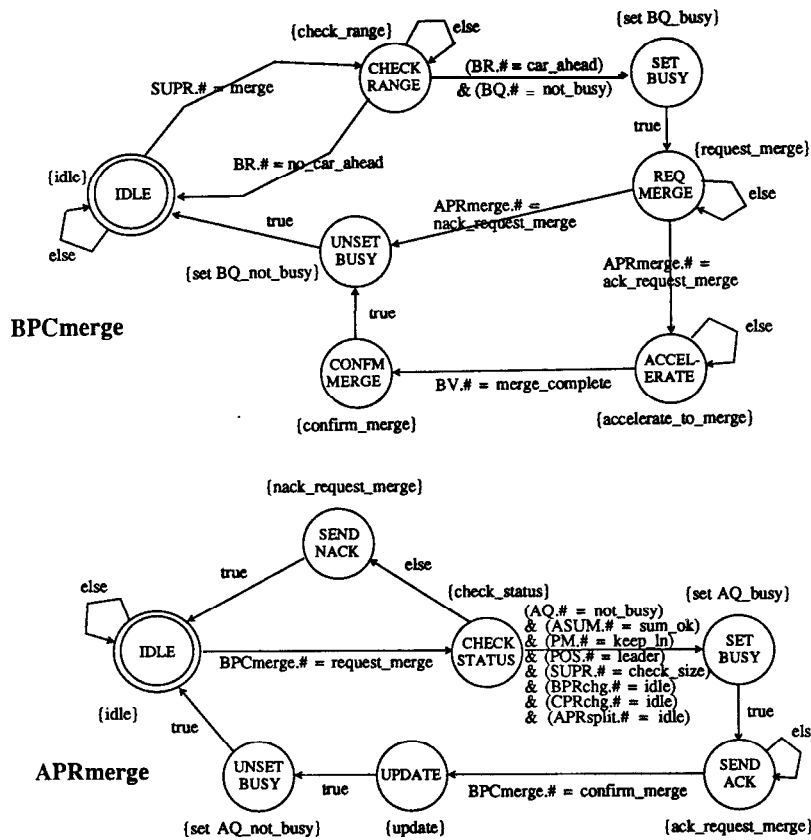 {check_range}
else
{set BQ_busy}
CHECK
RANGE
(BR.# = car_ahead)
& (BQ.# = not_busy)
SET
BUSY
SUPR.# = merge
true
{request_merge}
BR.# = no_car_ahead
{idle}
IDLE
REQ
MERGE
else
true
APRmerge.# =
nack_request_merge
UNSET
BUSY
else
{set BQ_not_busy}
APRmerge.# =
ack_request_merge
BPCmerge
true
else
CONFM
MERGE
BV.# = merge_complete
ACCEL-
ERATE
{confirm_merge}
{accelerate_to_merge}
{nack_request_merge}
SEND
NACK
true
else
{check_status}
{set AQ_busy}
else
(AQ.# = not_busy)
& (ASUM.# = sum_ok)
& (PM.# = keep_ln)
& (POS.# = leader)
& (SUPR.# = check_size)
& (BPRchg.# = idle)
& (CPRchg.# = idle)
& (APRsplit.# = idle)
IDLE
BPCmerge.# = request_merge
CHECK
STATUS
SET
BUSY
{idle}
true
true
els
APRmerge
UNSET
BUSY
true
UPDATE
BPCmerge.# = confirm_merge
SEND
ACK
{set AQ_not_busy}
{update}
{ack_request_merge}